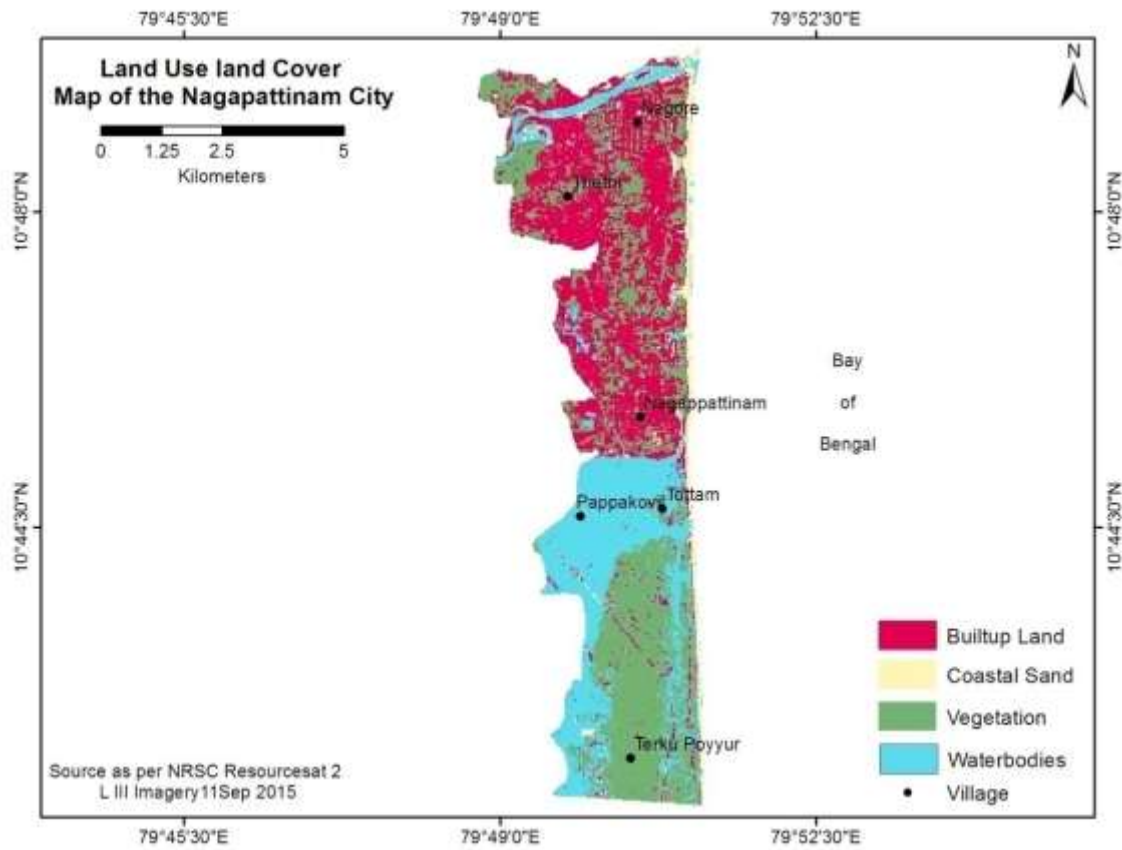 79°45'30"E
79°49'0"E
79°52'30"E
Land Use land Cover
Map of the Nagapattinam City
0 1.25 2.5 5
Kilometers
N
Nagore
Thethi
10°48'0"N
10°48'0"N
Bay
of
Bengal
Nagappattinam
Tottam
Pappakovil
10°44'30"N
10°44'30"N
Builtup Land
Coastal Sand
Vegetation
Waterbodies
Village
Terku Poyyur
Source as per NRSC Resourcesat 2
L III Imagery11Sep 2015
79°45'30"E
79°49'0"E
79°52'30"E